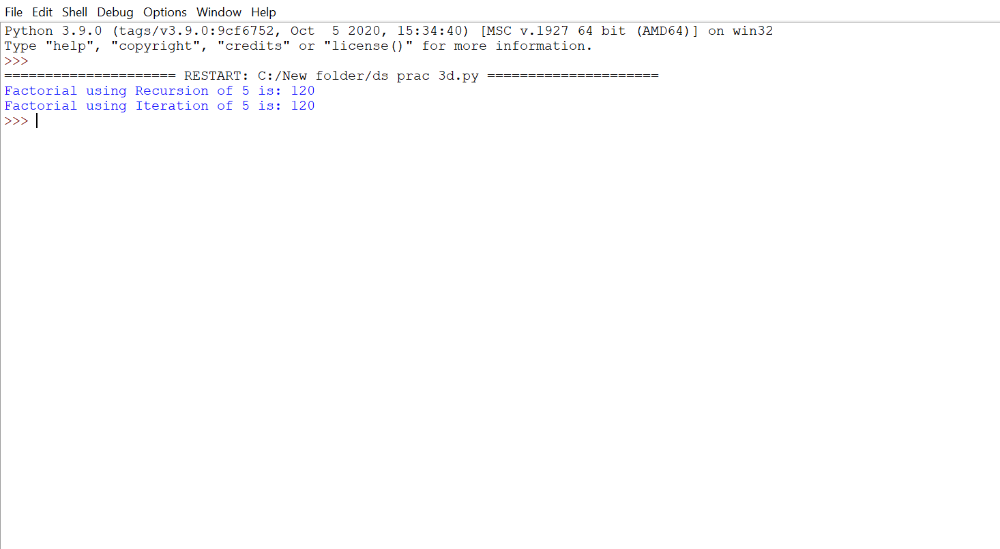 File Edit Shell Debug Options Window Help
Python 3.9.0 (tags/v3.9.0:9cf6752, Oct  5 2020, 15:34:40) [MSC v.1927 64 bit (AMD64)] on win32
Type "help", "copyright", "credits" or "license()" for more information.
>>>
===================== RESTART: C:/New folder/ds prac 3d.py =====================
Factorial using Recursion of 5 is: 120
Factorial using Iteration of 5 is: 120
>>>